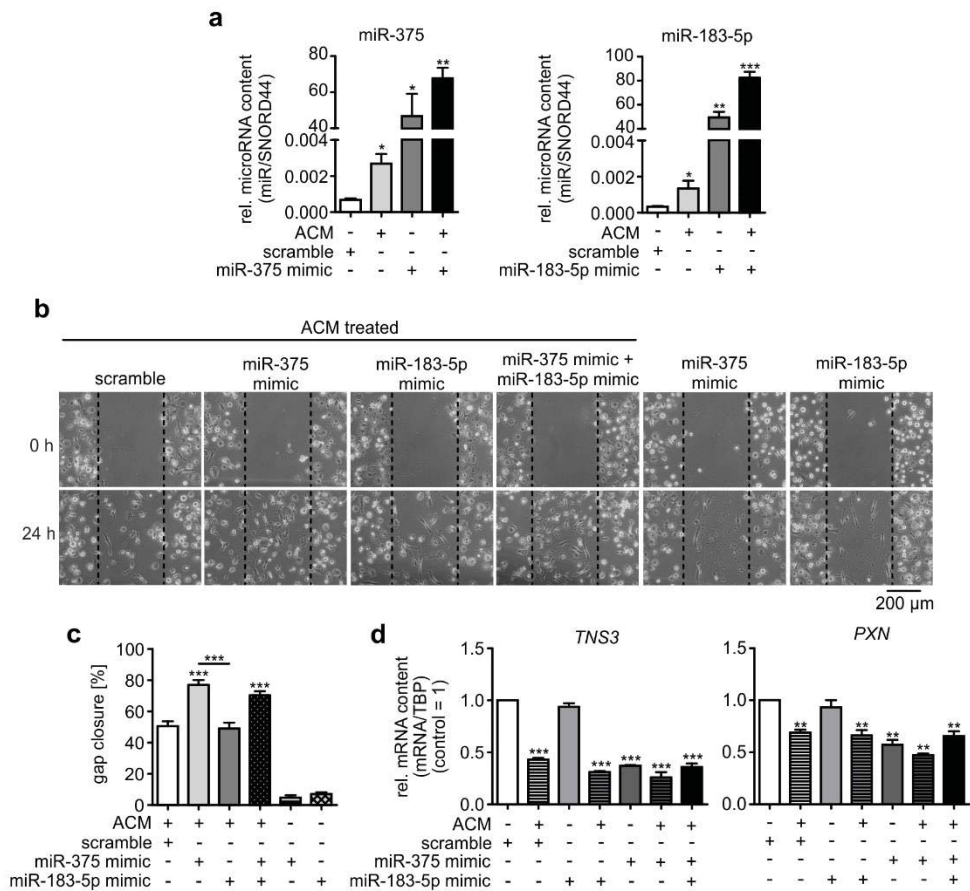 a
miR-375
rel. microRNA content
(miR/SNORD44)
80
60
40
0.004
0.002
0.000
*
*
**
ACM - + - +
scramble + - - -
miR-375 mimic - - + +
miR-183-5p
rel. microRNA content
(miR/SNORD44)
100
80
60
40
0.004
0.002
0.000
*
**
***
ACM - + - +
scramble + - - -
miR-183-5p mimic - - + +
b
ACM treated
scramble
miR-375
mimic
miR-183-5p
mimic
miR-375 mimic +
miR-183-5p mimic
miR-375
mimic
miR-183-5p
mimic
0 h
24 h
200 µm
c
gap closure [%]
100
80
60
40
20
0
***
***
***
ACM + + + + - -
scramble + - - - - -
miR-375 mimic - + - + + -
miR-183-5p mimic - - + + - +
d
TNS3
rel. mRNA content
(mRNA/TBP)
(control = 1)
1.5
1.0
0.5
0.0
***
***
***
***
***
ACM - + - + - + +
scramble + + - - - - -
miR-375 mimic - - - - + + +
miR-183-5p mimic - - + + - - +
PXN
1.5
1.0
0.5
0.0
**
**
**
**
**
- + - + - + +
+ + - - - - -
- - - - + + +
- - + + - - +